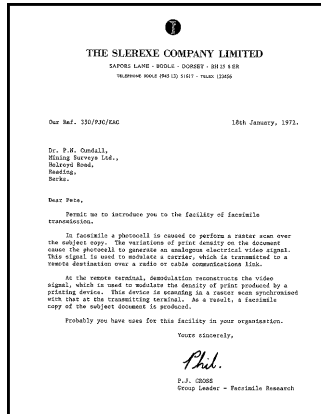 THE SLEREXE COMPANY LIMITED
SAPORS LANE - BOOLE - DORSET - BH 25 8 ER
TELEPHONE BOOLE (945 13) 51617 - TELEX 123456
Our Ref. 350/PJC/EAC
18th January, 1972.
Dr. P.N. Cundall,
Mining Surveys Ltd.,
Holroyd Road,
Reading,
Berks.
Dear Pete,
Permit me to introduce you to the facility of facsimile
transmission.
In facsimile a photocell is caused to perform a raster scan over
the subject copy. The variations of print density on the document
cause the photocell to generate an analogous electrical video signal.
This signal is used to modulate a carrier, which is transmitted to a
remote destination over a radio or cable communications link.
At the remote terminal, demodulation reconstructs the video
signal, which is used to modulate the density of print produced by a
printing device. This device is scanning in a raster scan synchronised
with that at the transmitting terminal. As a result, a facsimile
copy of the subject document is produced.
Probably you have uses for this facility in your organisation.
Yours sincerely,
Phil.
P.J. CROSS
Group Leader - Facsimile Research